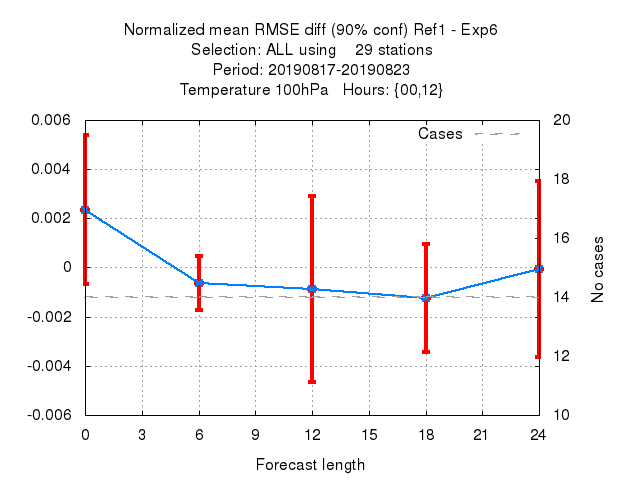 Normalized mean RMSE diff (90% conf) Ref1 - Exp6
Selection: ALL using    29 stations
Period: 20190817-20190823
Temperature 100hPa   Hours: {00,12}
0.006
0.004
0.002
0
-0.002
-0.004
-0.006
Cases
20
18
16
14
12
10
No cases
0 3 6 9 12 15 18 21 24
Forecast length